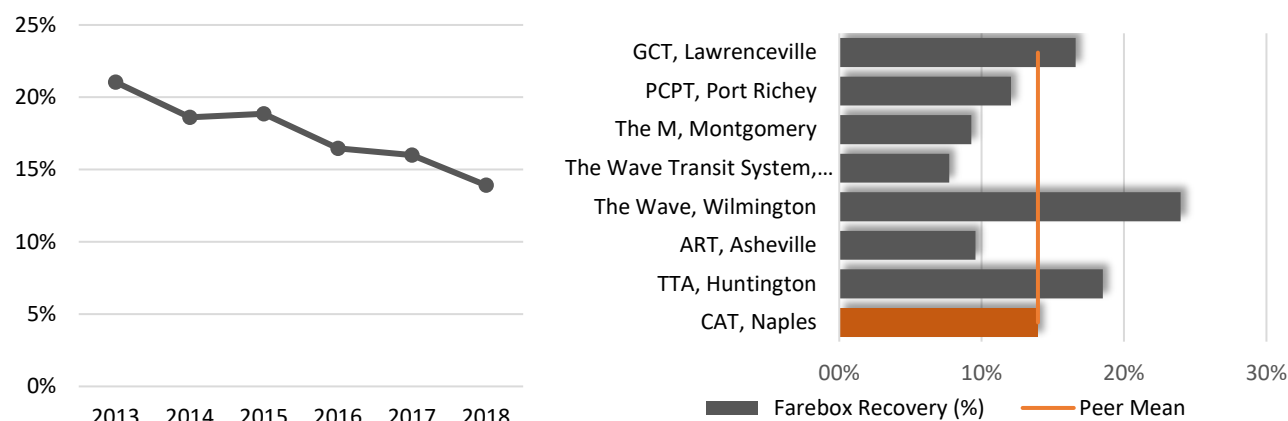 25%
20%
15%
10%
5%
0%
2013 2014 2015 2016 2017 2018
GCT, Lawrenceville
PCPT, Port Richey
The M, Montgomery
The Wave Transit System,...
The Wave, Wilmington
ART, Asheville
TTA, Huntington
CAT, Naples
00% 10% 20% 30%
Farebox Recovery (%) Peer Mean